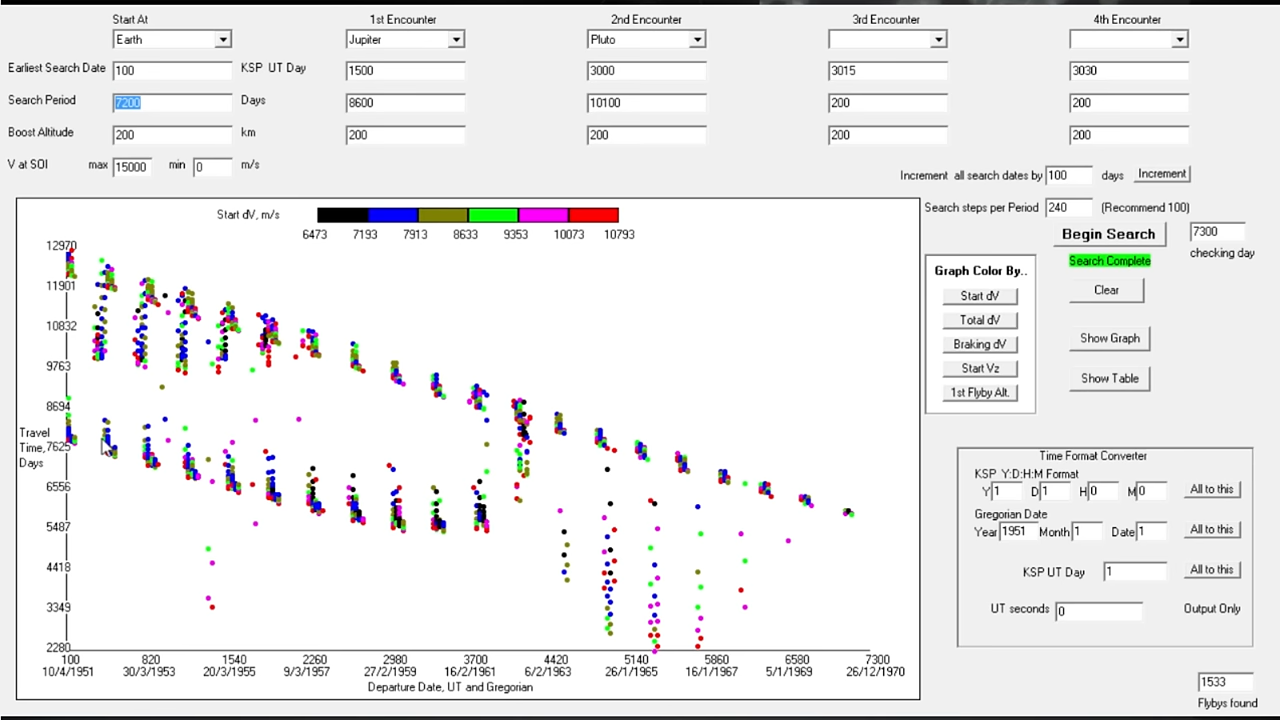 Start At 1st Encounter 2nd Encounter 3rd Encounter 4th Encounter
Earth Jupiter Pluto
Earliest Search Date 100 KSP UT Day 1500 3000 3015 3030
Search Period 7200 Days 8600 10100 200 200
Boost Altitude 200 km 200 200 200 200
V at SOI max 15000 min 0 m/s
Increment all search dates by 100 days Increment
Search steps per Period 240 (Recommend 100)
Begin Search 7300
Search Complete checking day
Clear
Show Graph
Show Table
Graph Color By..
Start dV
Total dV
Braking dV
Start Vz
1st Flyby Alt.
Start dV, m/s
6473 7193 7913 8633 9353 10073 10793
12970
11901
10832
9763
8694
Travel
Time, 7625
Days
6556
5487
4418
3349
2280
100 820 1540 2260 2980 3700 4420 5140 5860 6580 7300
10/4/1951 30/3/1953 20/3/1955 9/3/1957 27/2/1959 16/2/1961 6/2/1963 26/1/1965 16/1/1967 5/1/1969 26/12/1970
Departure Date, UT and Gregorian
Time Format Converter
KSP Y:D:H:M Format
Y 1 D 1 H 0 M 0 All to this
Gregorian Date
Year 1951 Month 1 Date 1 All to this
KSP UT Day 1 All to this
UT seconds 0 Output Only
1533
Flybys found